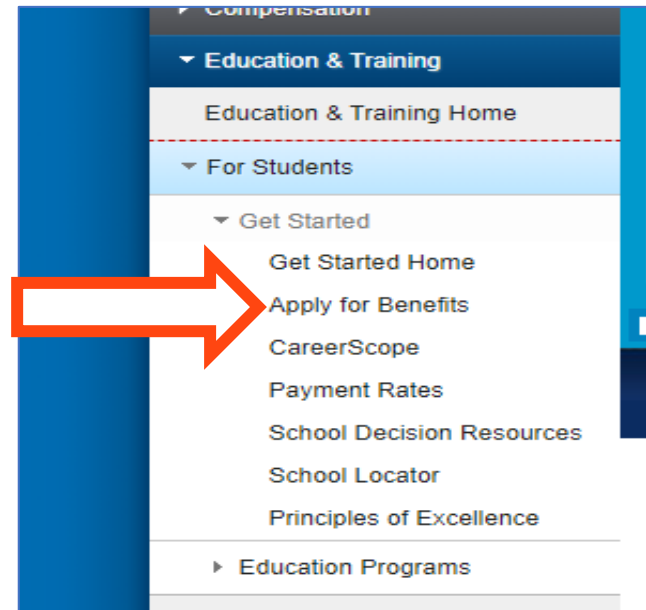 Compensation
Education & Training
Education & Training Home
For Students
Get Started
Get Started Home
Apply for Benefits
CareerScope
Payment Rates
School Decision Resources
School Locator
Principles of Excellence
Education Programs